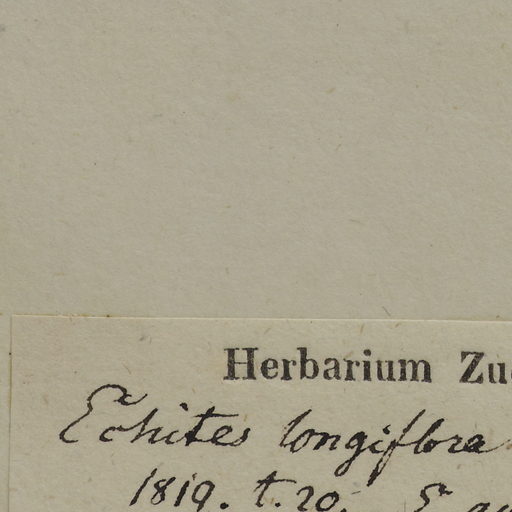 Herbarium Zu
Echites longiflora
1819. t. 20.